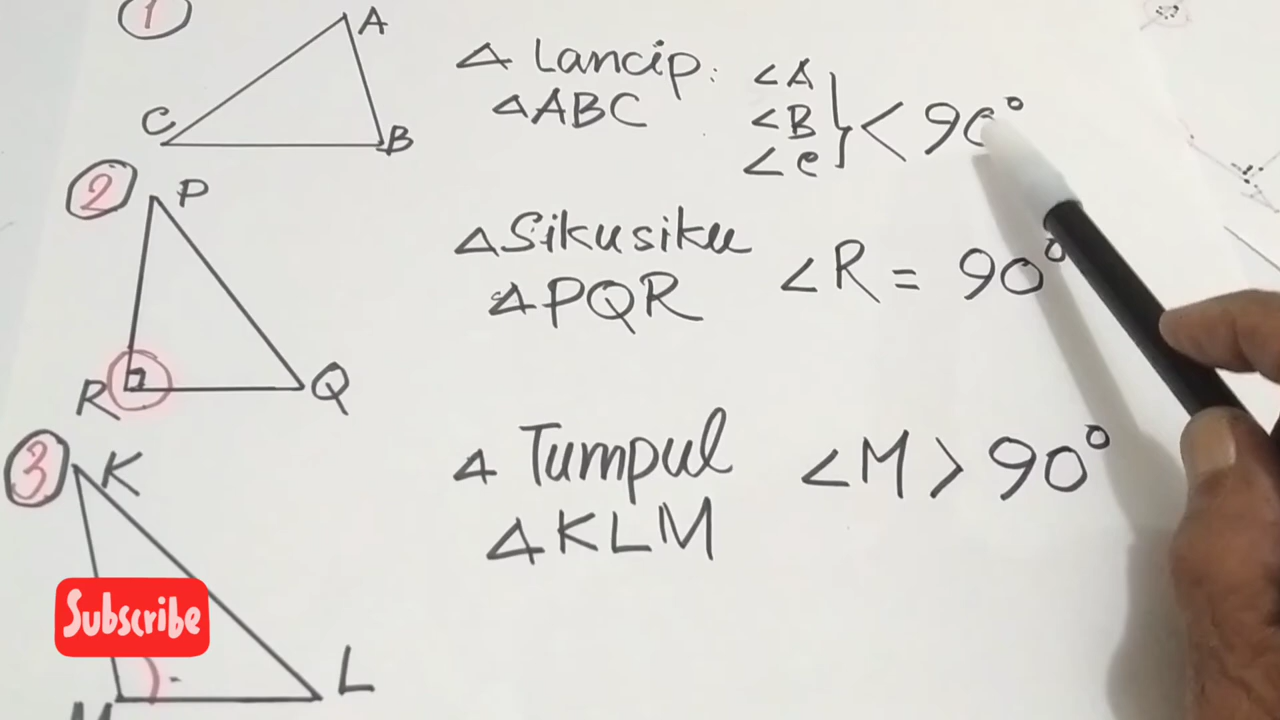 1
A
C
B
△ Lancip:
△ABC
∠A
∠B
∠C
} < 90°
2
P
R
Q
△Sikusiku
△PQR
∠R = 90°
3
K
L
M
△ Tumpul
△KLM
∠M > 90°
Subscribe